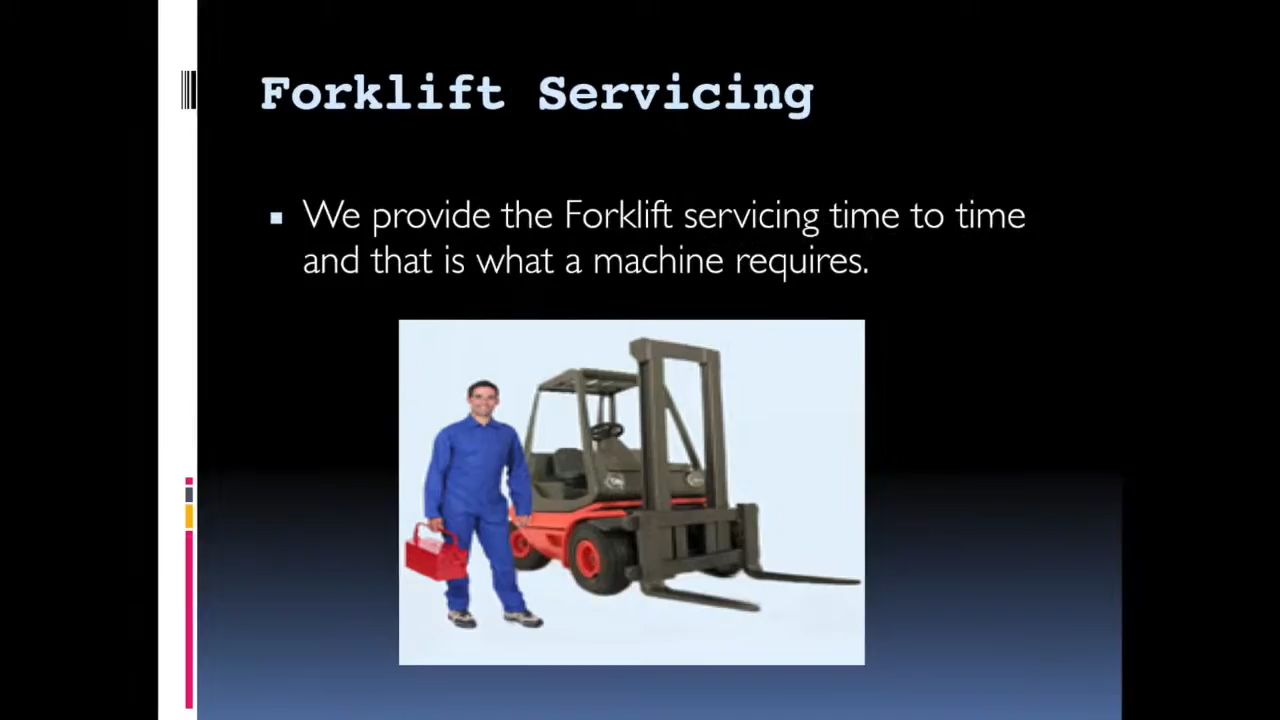 Forklift Servicing
We provide the Forklift servicing time to time
and that is what a machine requires.